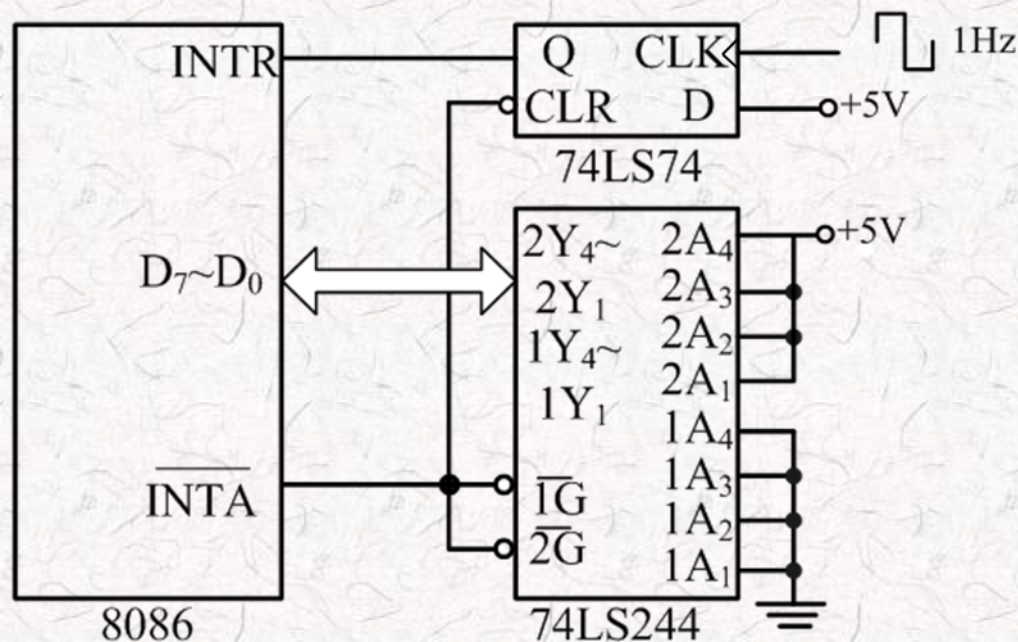 INTR
Q
CLK
1Hz
CLR
D
+5V
74LS74
D₇~D₀
2Y₄~
2A₄
+5V
2Y₁
2A₃
1Y₄~
2A₂
1Y₁
2A₁
1A₄
INTA
1G
1A₃
2G
1A₂
1A₁
8086
74LS244